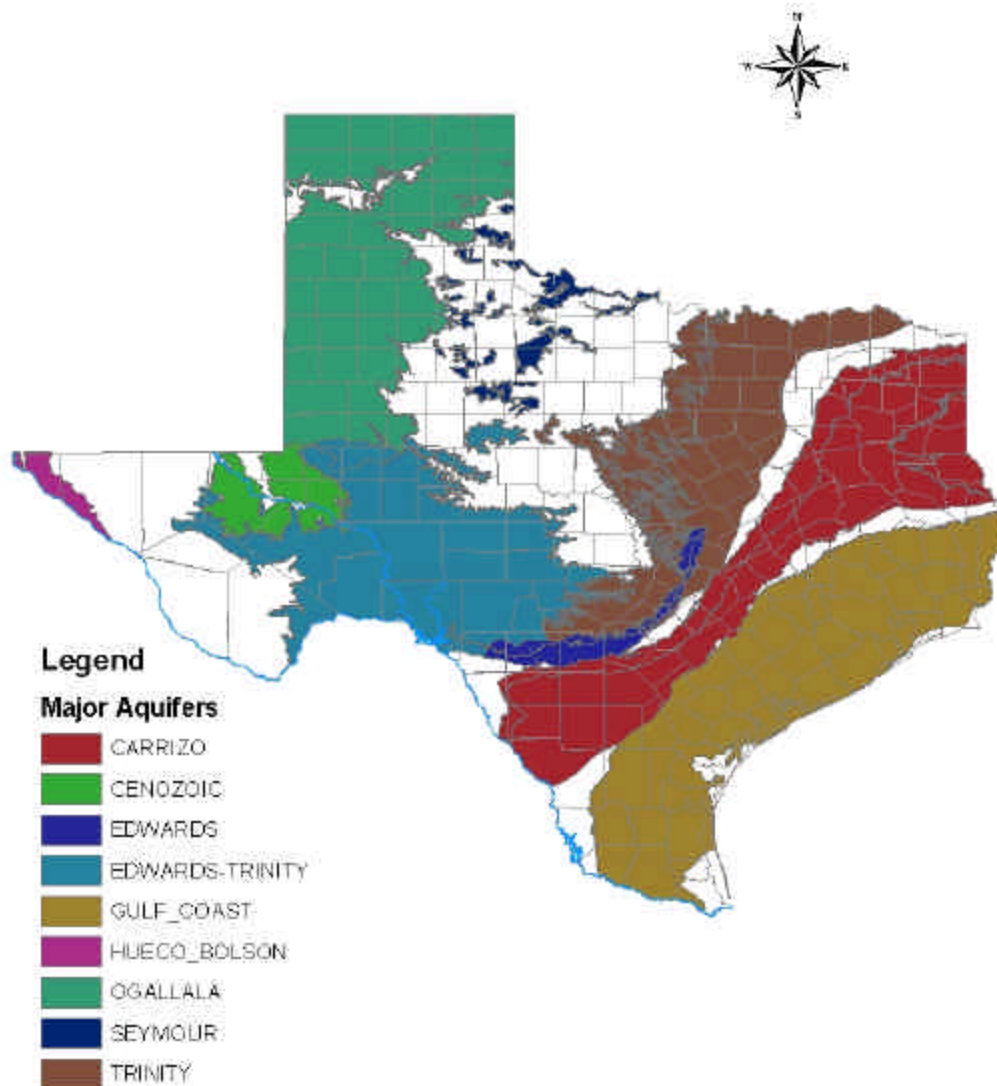 N
W E
S
Legend
Major Aquifers
CARRIZO
CENOZOIC
EDWARDS
EDWARDS-TRINITY
GULF_COAST
HUECO_BOLSON
OGALLALA
SEYMOUR
TRINITY